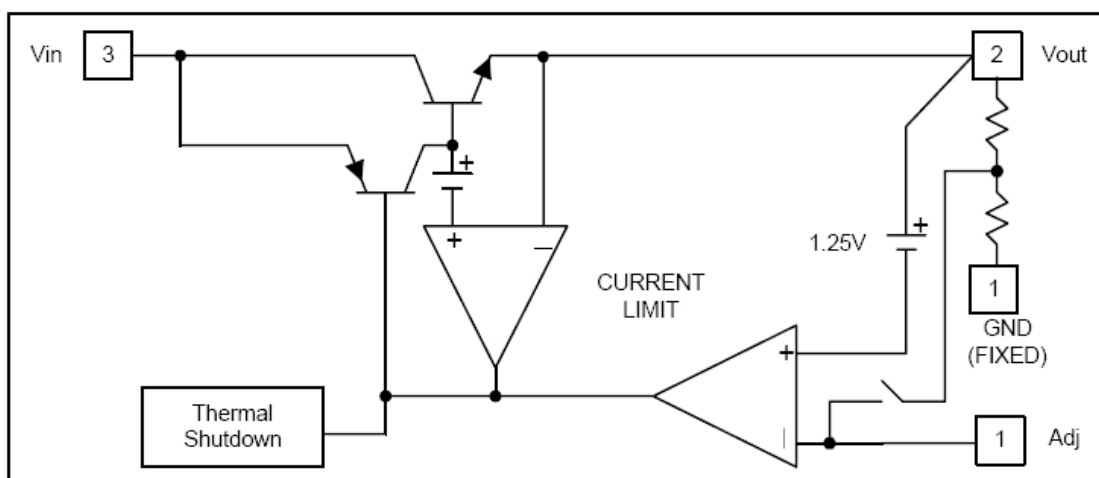 Vin
3
2
Vout
+
+
−
1.25V
+
CURRENT
LIMIT
1
GND
(FIXED)
+
Thermal
Shutdown
−
1
Adj